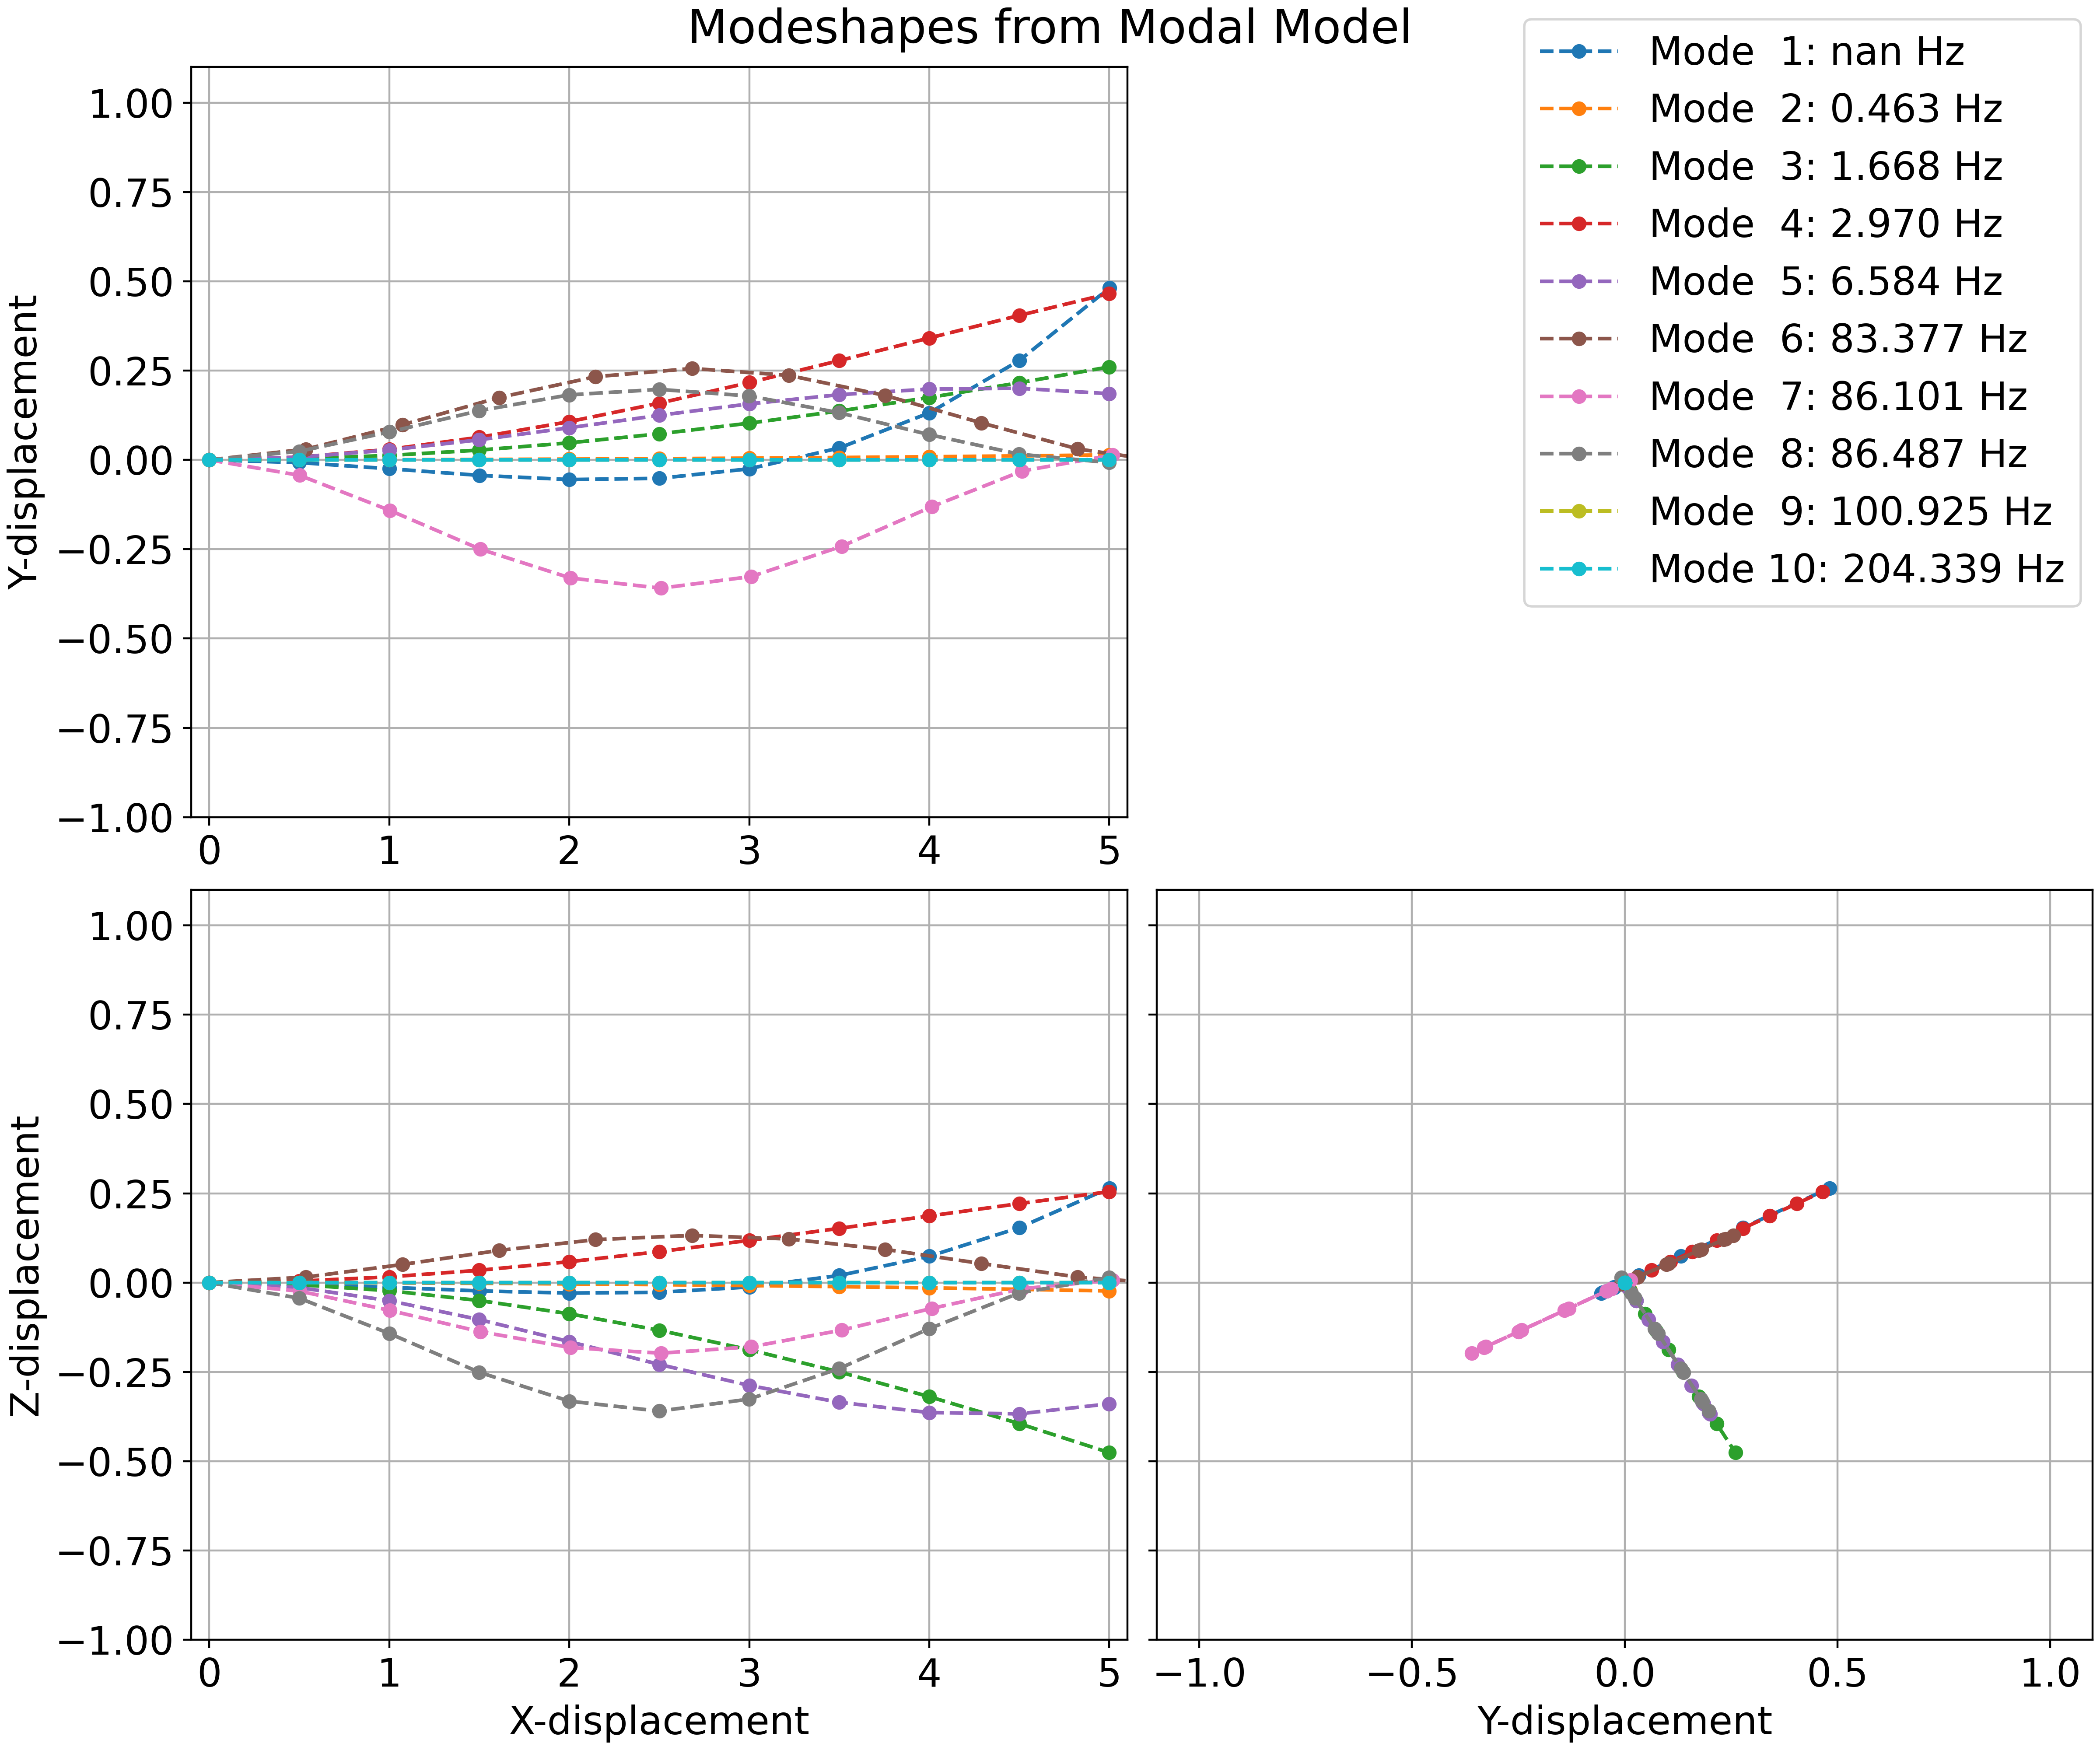 Modeshapes from Modal Model
Mode 1: nan Hz
Mode 2: 0.463 Hz
Mode 3: 1.668 Hz
Mode 4: 2.970 Hz
Mode 5: 6.584 Hz
Mode 6: 83.377 Hz
Mode 7: 86.101 Hz
Mode 8: 86.487 Hz
Mode 9: 100.925 Hz
Mode 10: 204.339 Hz
Y-displacement
1.00
0.75
0.50
0.25
0.00
−0.25
−0.50
−0.75
−1.00
0 1 2 3 4 5
Z-displacement
1.00
0.75
0.50
0.25
0.00
−0.25
−0.50
−0.75
−1.00
0 1 2 3 4 5
X-displacement
−1.0 −0.5 0.0 0.5 1.0
Y-displacement